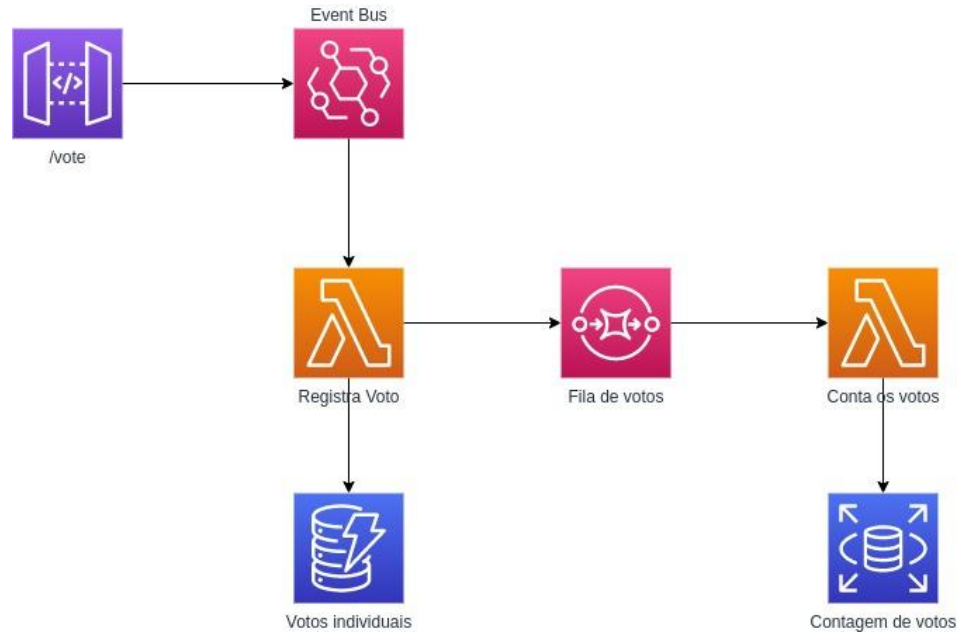 Event Bus
</>
/vote
Registra Voto
Fila de votos
Conta os votos
Votos individuais
Contagem de votos